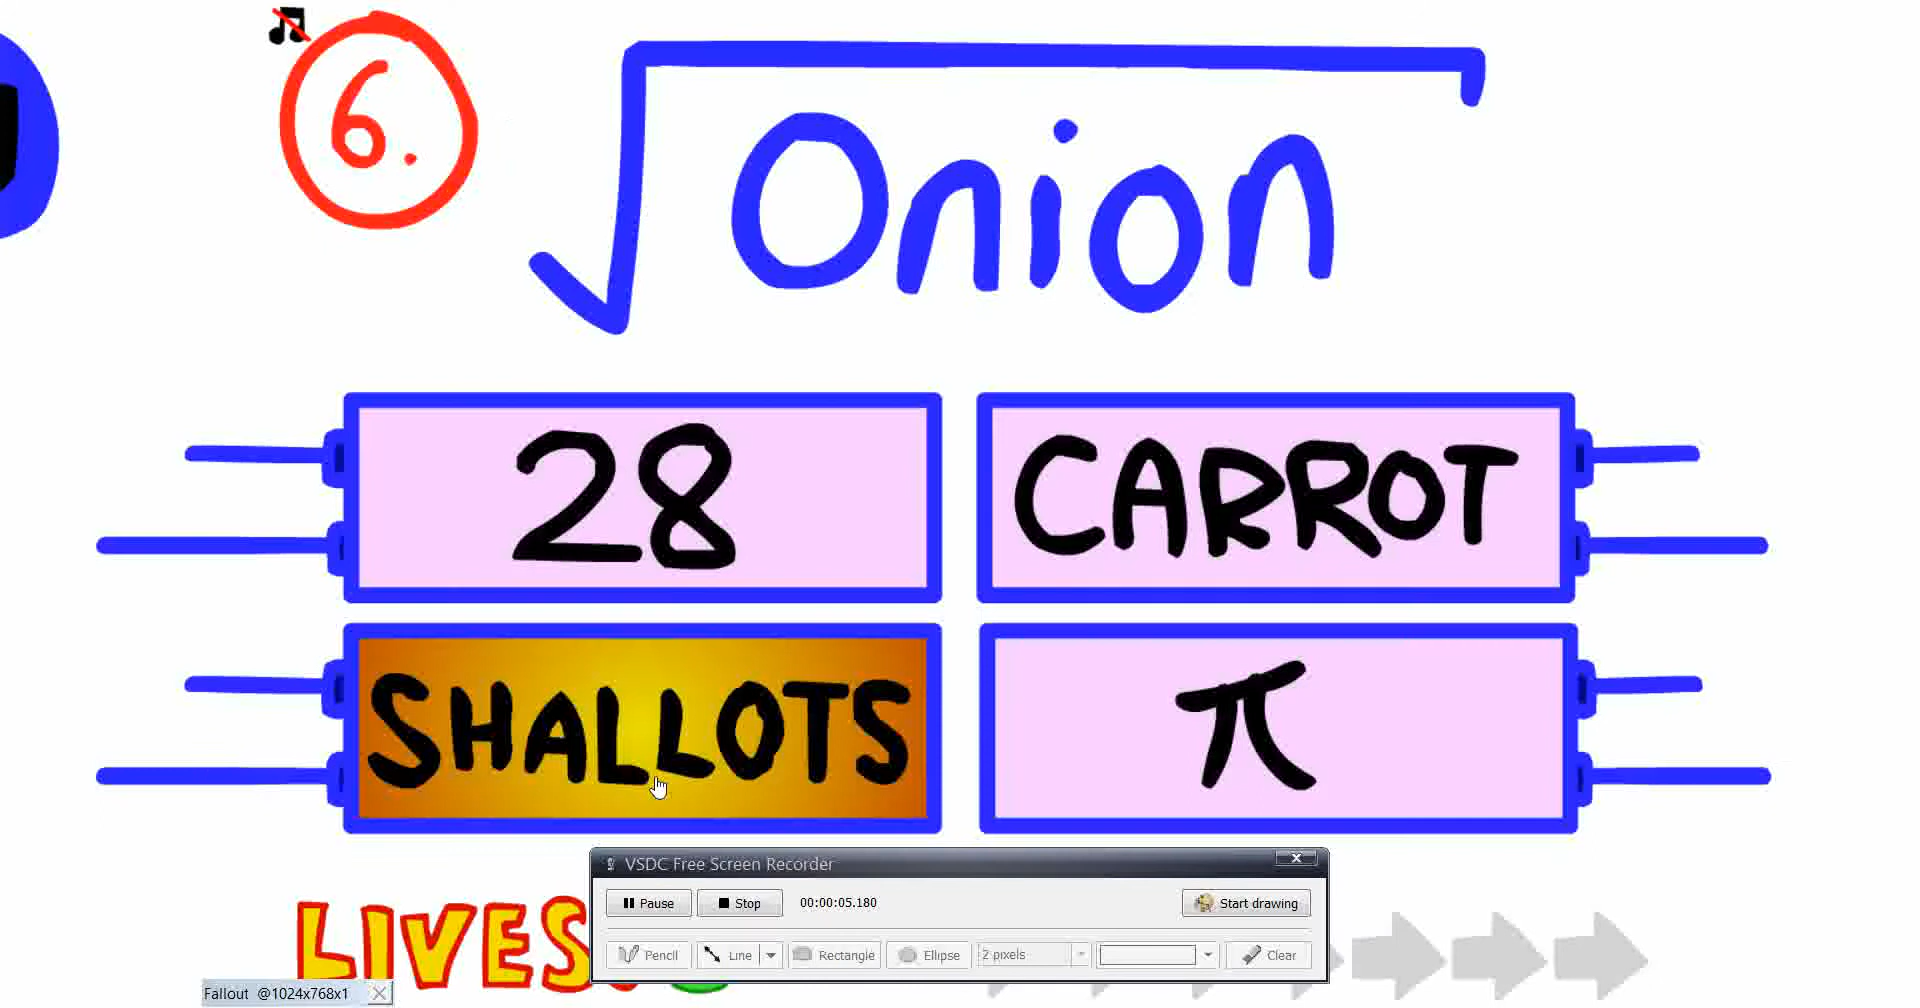 6.
Onion
28
CARROT
SHALLOTS
π
VSDC Free Screen Recorder
Pause Stop 00:00:05.180 Start drawing
Pencil Line Rectangle Ellipse 2 pixels Clear
LIVES
Fallout @1024x768x1